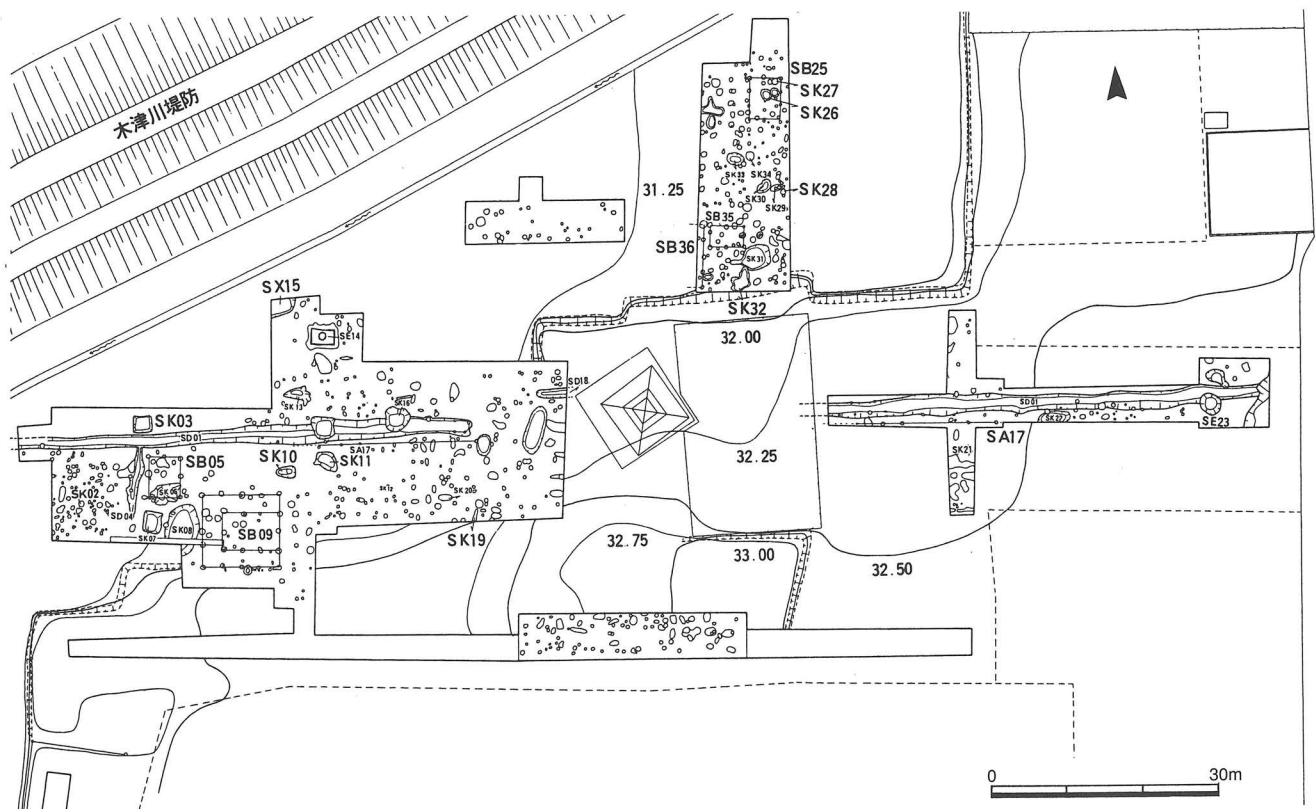 木津川堤防
SB25
SK27
SK26
SK33
SK34
SK28
SK30
SK29
31.25
SB35
SB36
SK31
SK32
SX15
SE14
32.00
SD18
SK13
SK16
SK03
SD01
SA17
SK10
SK11
SB05
SK02
SK06
SD04
SK07
SK08
SB09
SK12
SK20
SK19
32.25
SD01
SK22
SE23
SA17
SK21
32.75
33.00
32.50
0
30m